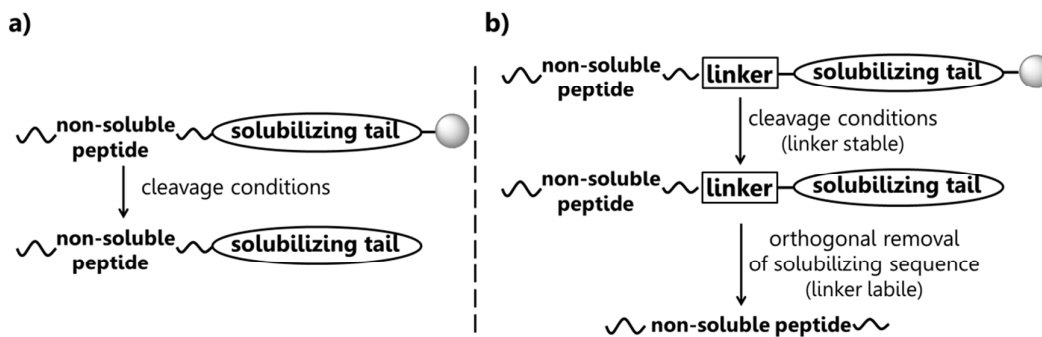 a)
non-soluble
peptide
solubilizing tail
cleavage conditions
non-soluble
peptide
solubilizing tail
b)
non-soluble
peptide
linker
solubilizing tail
cleavage conditions
(linker stable)
non-soluble
peptide
linker
solubilizing tail
orthogonal removal
of solubilizing sequence
(linker labile)
non-soluble peptide